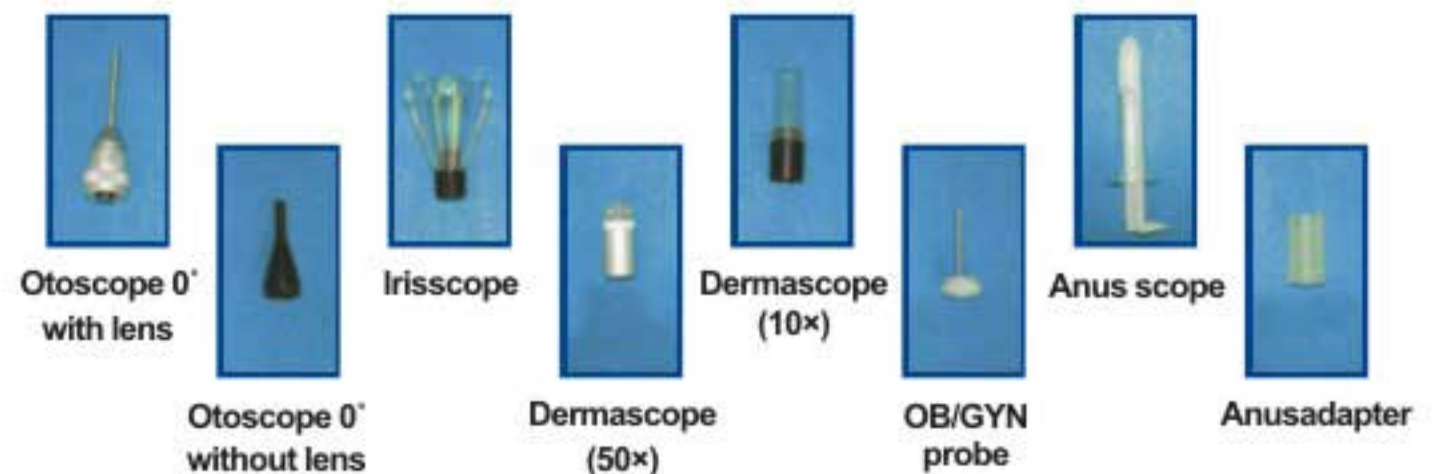 Otoscope 0°
with lens
Otoscope 0°
without lens
Irisscope
Dermascope
(50×)
Dermascope
(10×)
OB/GYN
probe
Anus scope
Anusadapter